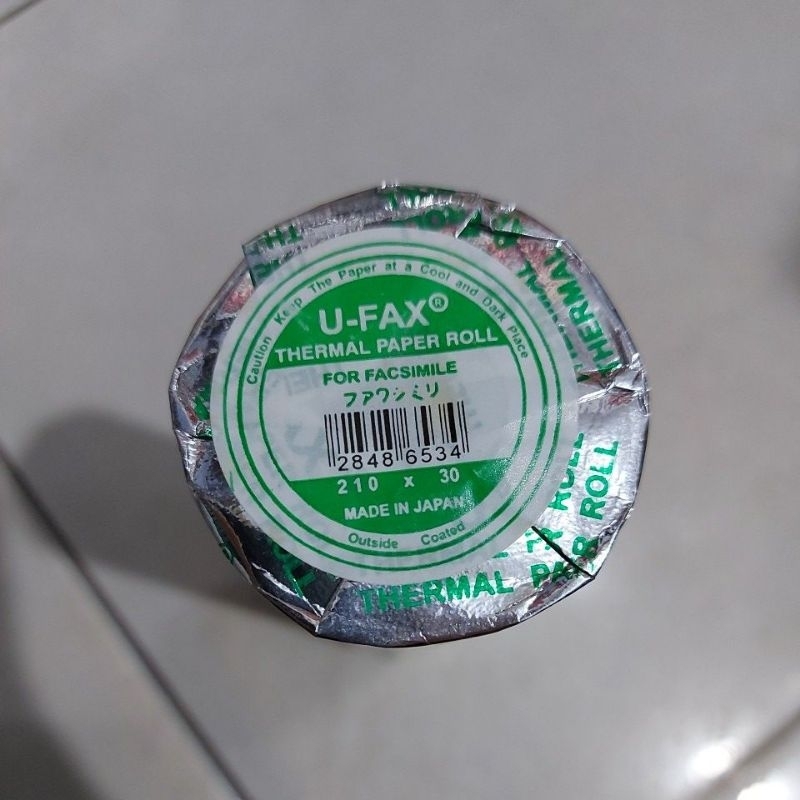 Caution Keep The Paper at a Cool and Dark Place
U-FAX®
THERMAL PAPER ROLL
FOR FACSIMILE
ファクシミリ
2848 6534
210 x 30
MADE IN JAPAN
Outside Coated
THERMAL
ROLL
THERMAL
ROLL